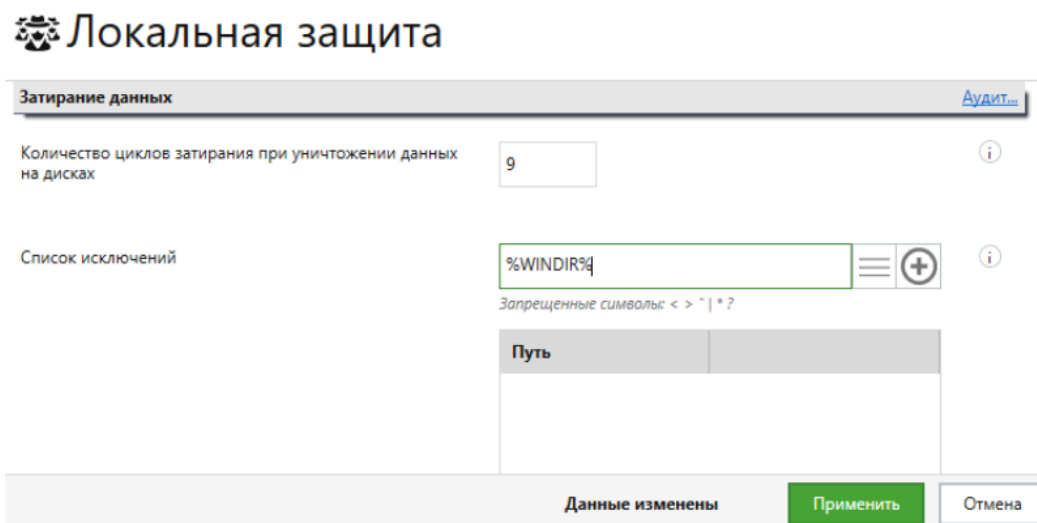 Локальная защита
Затирание данных
Аудит...
Количество циклов затирания при уничтожении данных
на дисках
9
Список исключений
%WINDIR%
Запрещенные символы: < > " | * ?
Путь
Данные изменены
Применить
Отмена